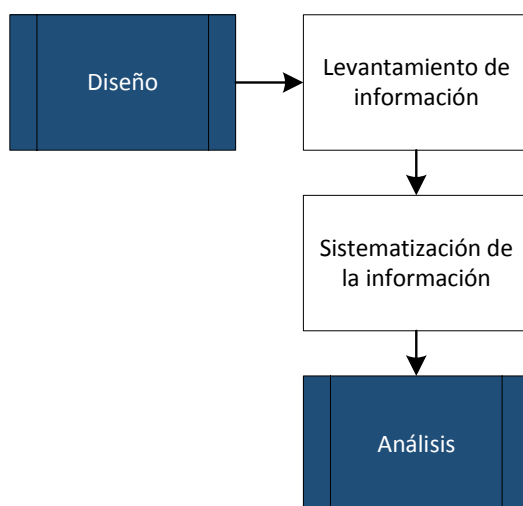 Diseño
Levantamiento de
información
Sistematización de
la información
Análisis